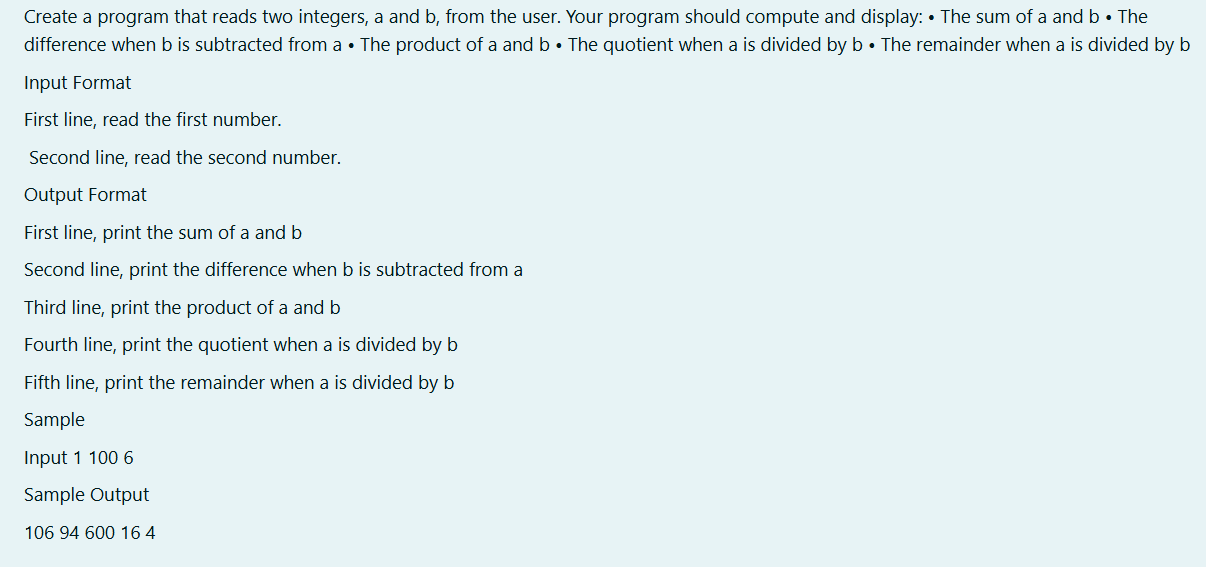 Create a program that reads two integers, a and b, from the user. Your program should compute and display: • The sum of a and b • The
difference when b is subtracted from a • The product of a and b • The quotient when a is divided by b • The remainder when a is divided by b
Input Format
First line, read the first number.
Second line, read the second number.
Output Format
First line, print the sum of a and b
Second line, print the difference when b is subtracted from a
Third line, print the product of a and b
Fourth line, print the quotient when a is divided by b
Fifth line, print the remainder when a is divided by b
Sample
Input 1 100 6
Sample Output
106 94 600 16 4